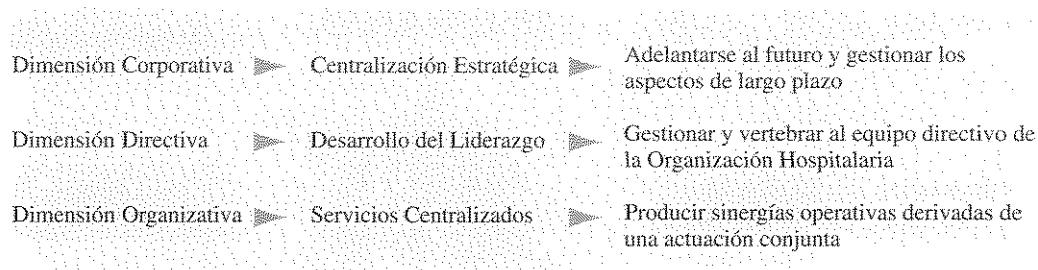 Dimensión Corporativa
Centralización Estratégica
Adelantarse al futuro y gestionar los
aspectos de largo plazo
Dimensión Directiva
Desarrollo del Liderazgo
Gestionar y vertebrar al equipo directivo de
la Organización Hospitalaria
Dimensión Organizativa
Servicios Centralizados
Producir sinergías operativas derivadas de
una actuación conjunta